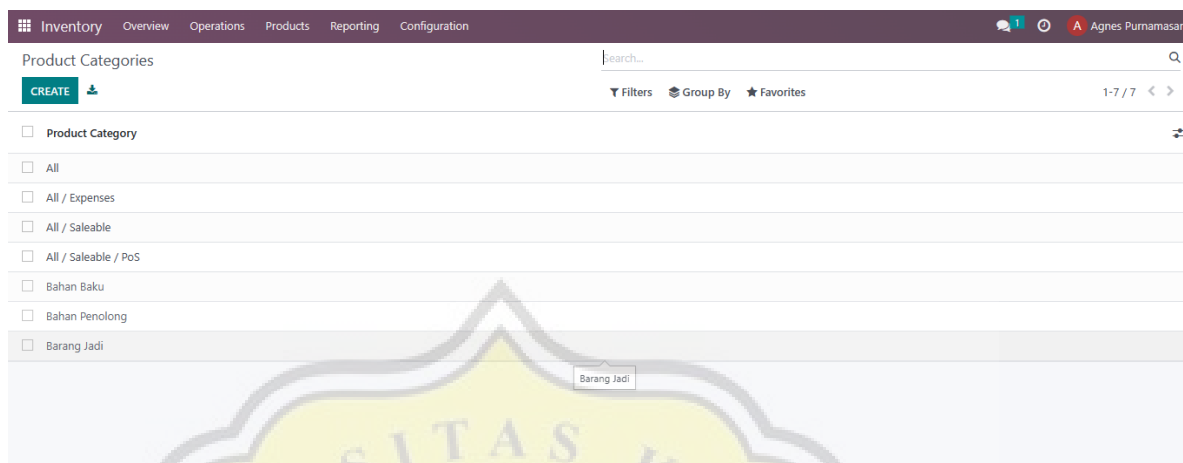 Inventory Overview Operations Products Reporting Configuration 1 A Agnes Purnamasar
Product Categories Search...
CREATE Filters Group By Favorites 1-7 / 7
Product Category
All
All / Expenses
All / Saleable
All / Saleable / PoS
Bahan Baku
Bahan Penolong
Barang Jadi
Barang Jadi
SITAS